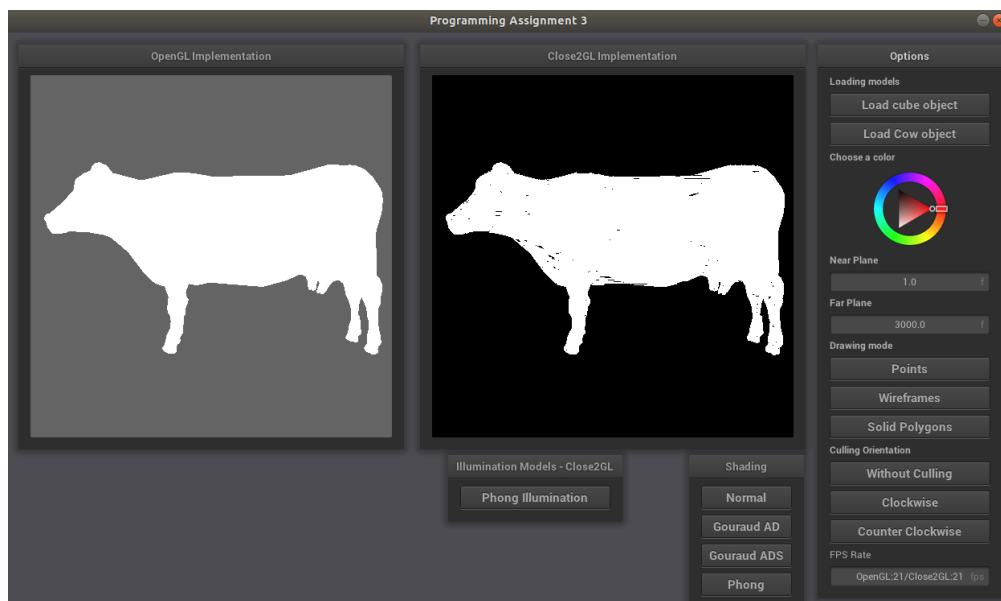 Programming Assignment 3
OpenGL Implementation
Close2GL Implementation
Options
Loading models
Load cube object
Load Cow object
Choose a color
Near Plane
1.0 f
Far Plane
3000.0 f
Drawing mode
Points
Wireframes
Solid Polygons
Culling Orientation
Without Culling
Clockwise
Counter Clockwise
FPS Rate
OpenGL:21/Close2GL:21 fps
Illumination Models - Close2GL
Phong Illumination
Shading
Normal
Gouraud AD
Gouraud ADS
Phong